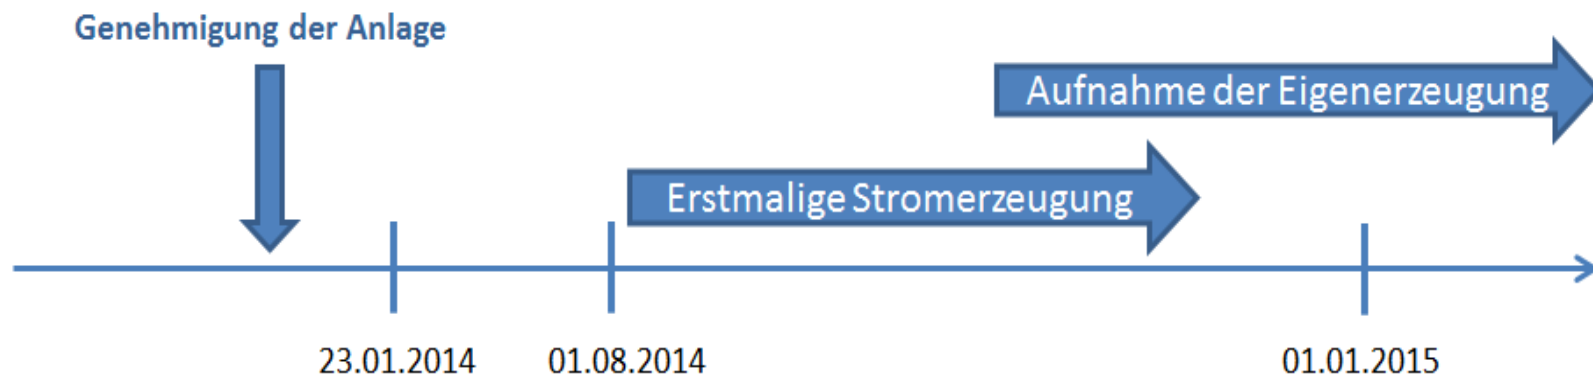 Genehmigung der Anlage
Aufnahme der Eigenerzeugung
Erstmalige Stromerzeugung
23.01.2014
01.08.2014
01.01.2015